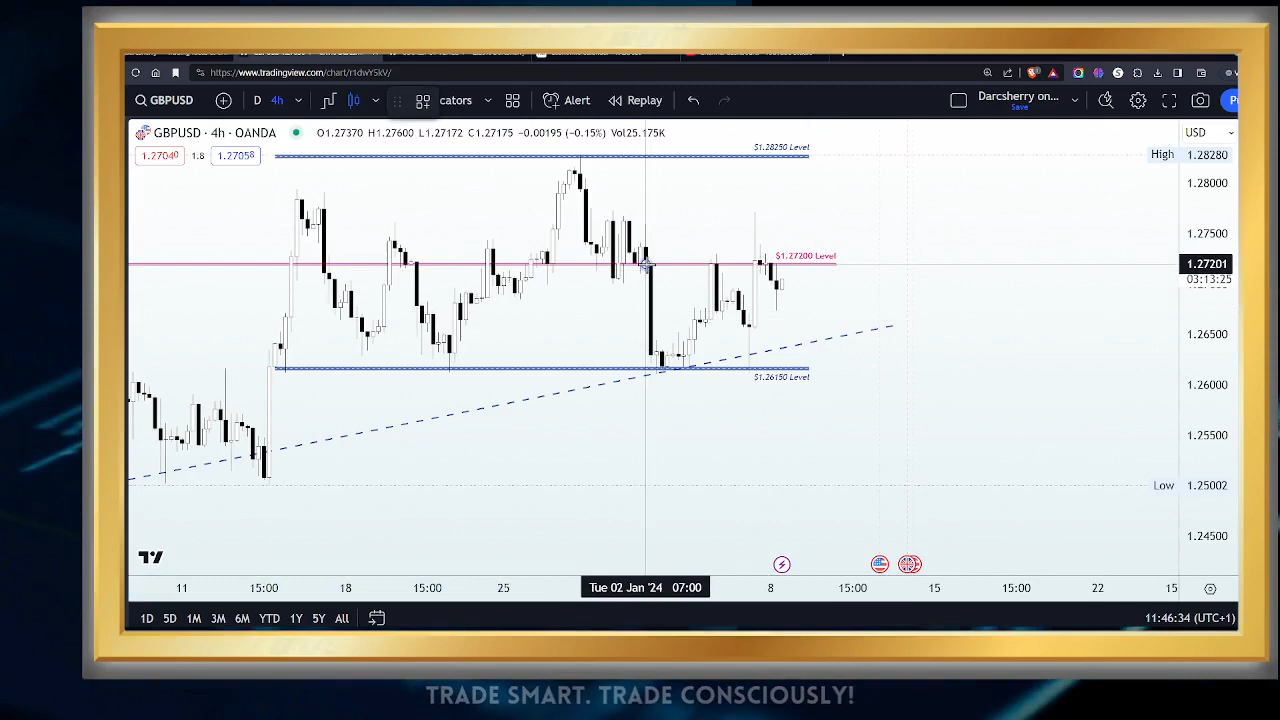 https://www.tradingview.com/chart/r1dwY5kV/
GBPUSD D 4h cators Alert Replay Darcsherry on...
Save
GBPUSD · 4h · OANDA O1.27370 H1.27600 L1.27172 C1.27175 −0.00195 (−0.15%) Vol25.175K USD
1.27040 1.8 1.27058
$1.28250 Level
High 1.28280
1.28000
1.27500
$1.27200 Level
1.27201
03:13:25
1.26500
$1.26150 Level
1.26000
1.25500
Low 1.25002
1.24500
11 15:00 18 15:00 25 Tue 02 Jan '24 07:00 8 15:00 15 15:00 22 15
1D 5D 1M 3M 6M YTD 1Y 5Y All 11:46:34 (UTC+1)
TRADE SMART. TRADE CONSCIOUSLY!